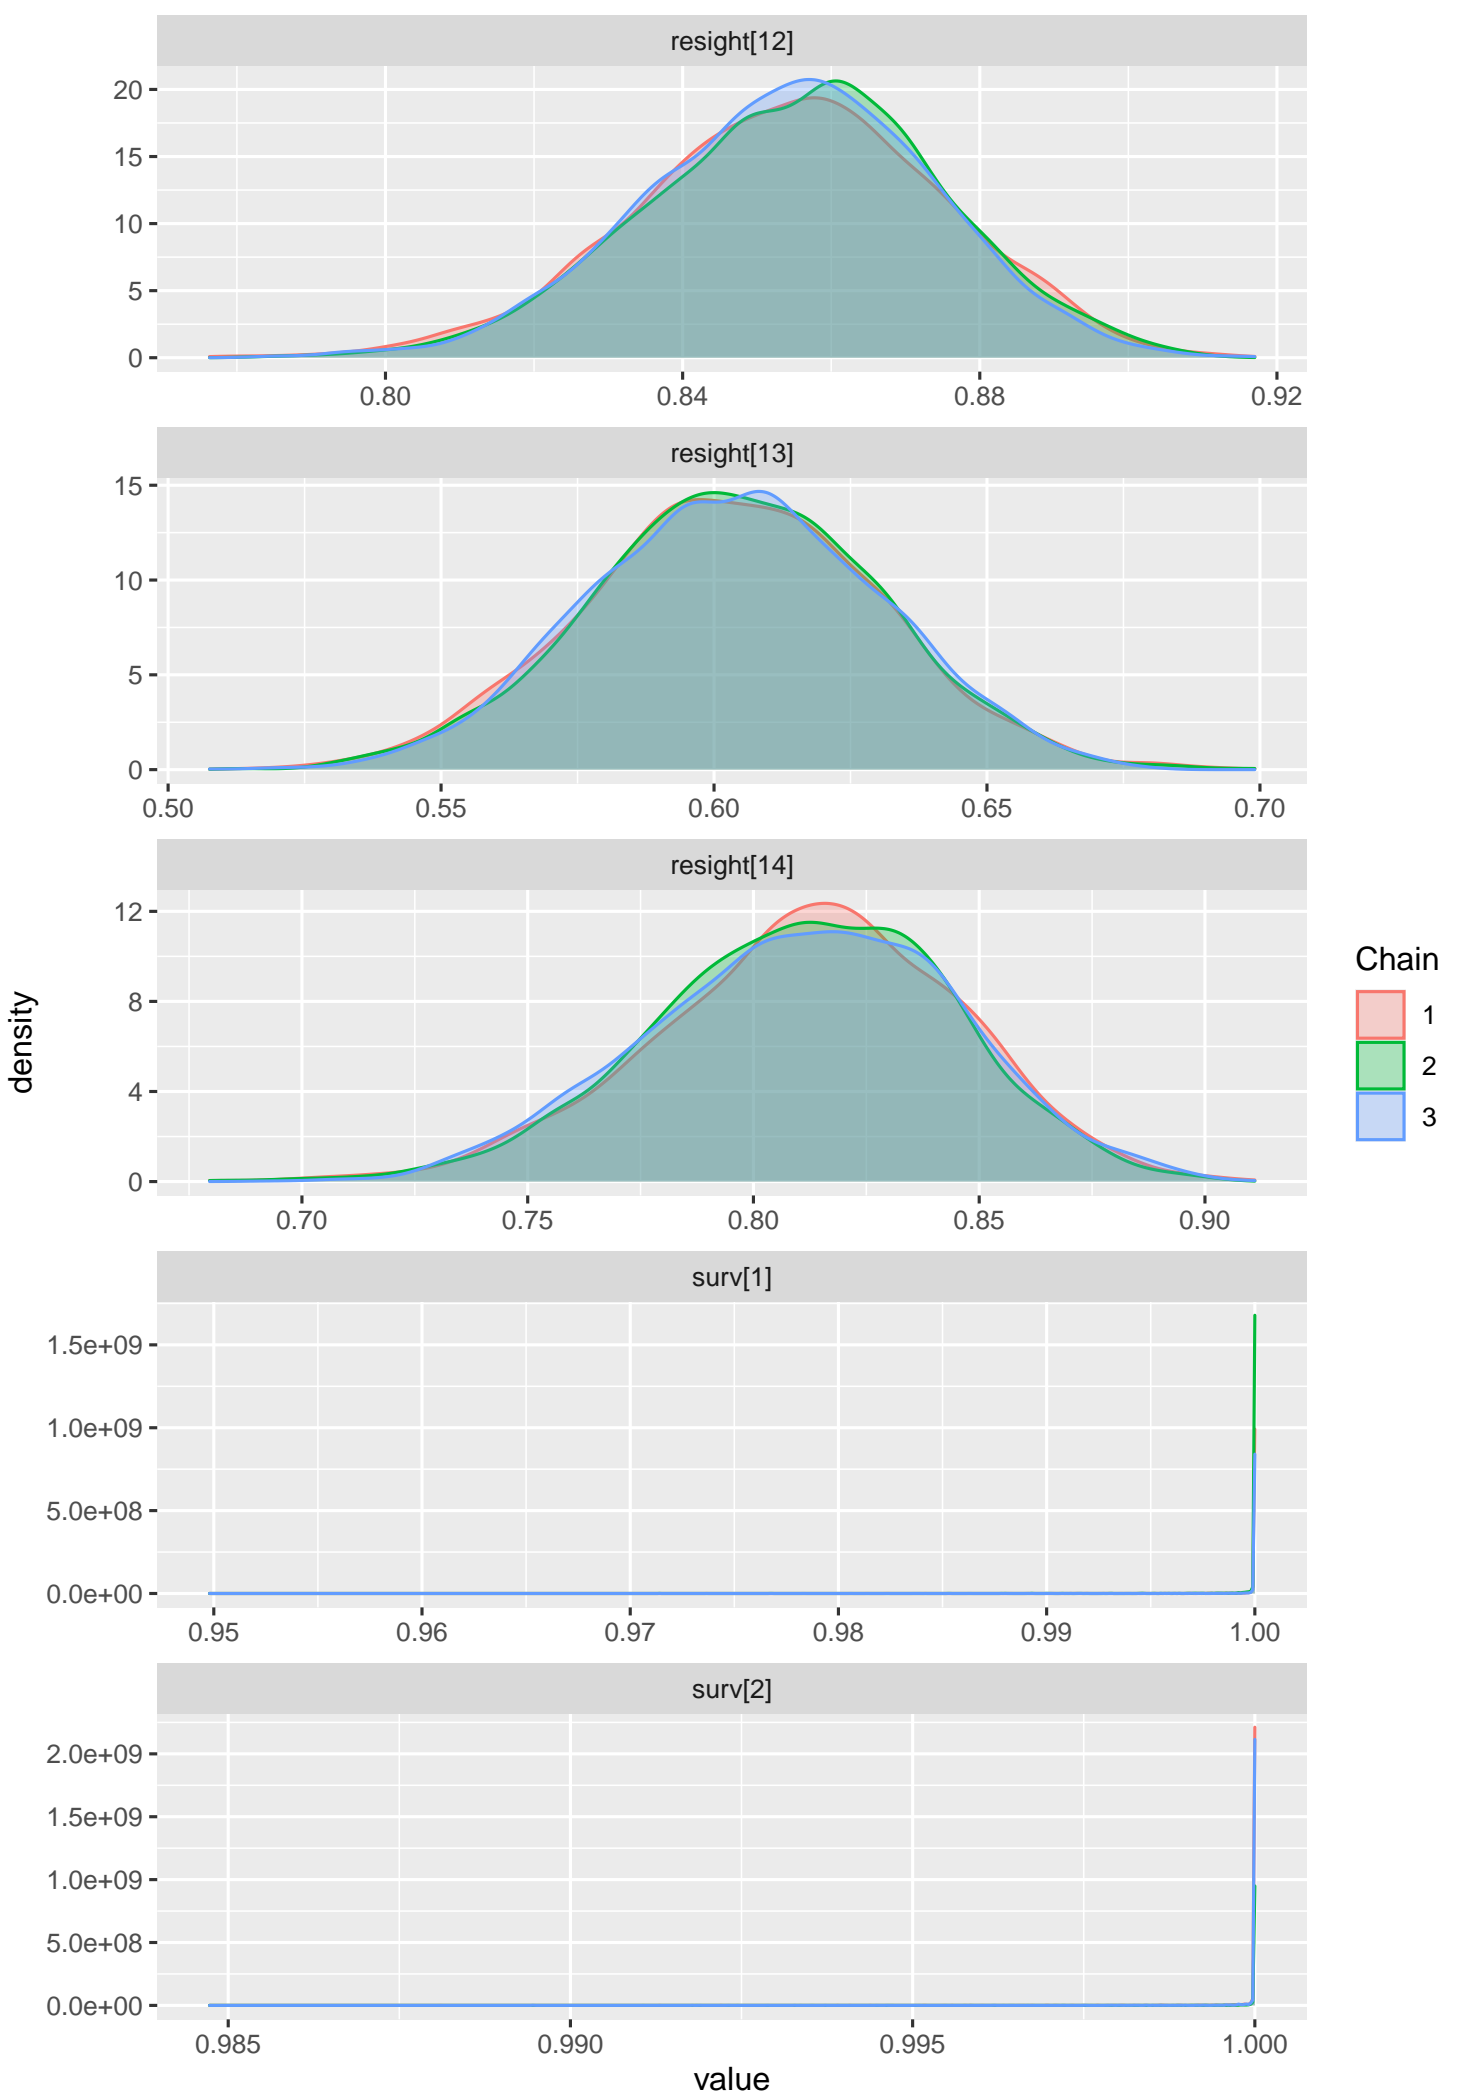 resight[12]
20
15
10
5
0
0.80 0.84 0.88 0.92
resight[13]
15
10
5
0
0.50 0.55 0.60 0.65 0.70
resight[14]
12
8
4
0
0.70 0.75 0.80 0.85 0.90
surv[1]
1.5e+09
1.0e+09
5.0e+08
0.0e+00
0.95 0.96 0.97 0.98 0.99 1.00
surv[2]
2.0e+09
1.5e+09
1.0e+09
5.0e+08
0.0e+00
0.985 0.990 0.995 1.000
value
density
Chain
1
2
3